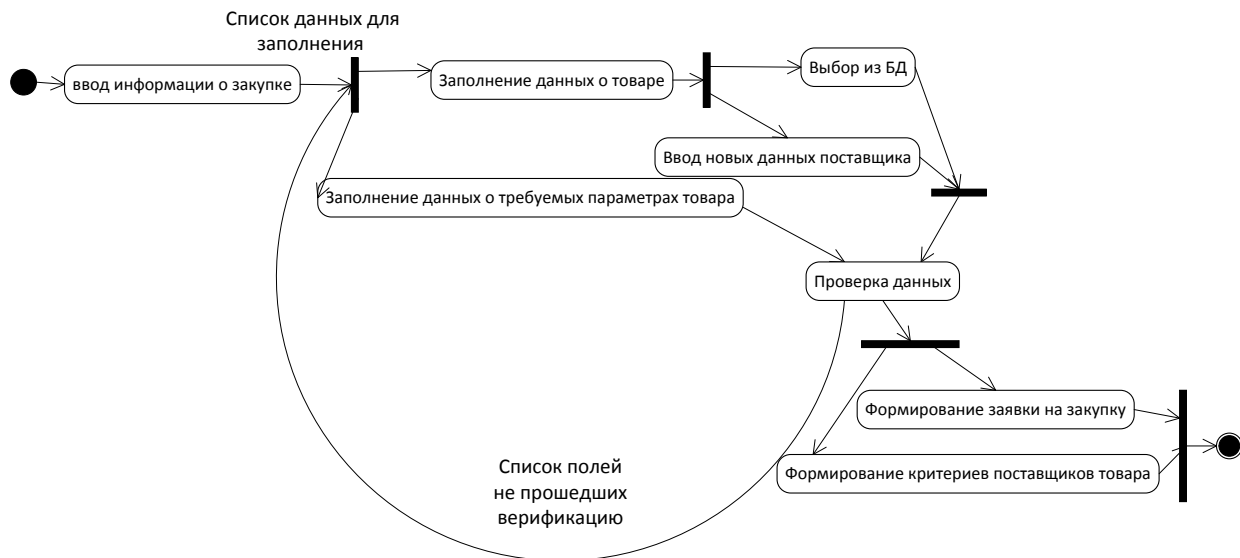 Список данных для
заполнения
ввод информации о закупке
Заполнение данных о товаре
Выбор из БД
Ввод новых данных поставщика
Заполнение данных о требуемых параметрах товара
Проверка данных
Формирование заявки на закупку
Формирование критериев поставщиков товара
Список полей
не прошедших
верификацию